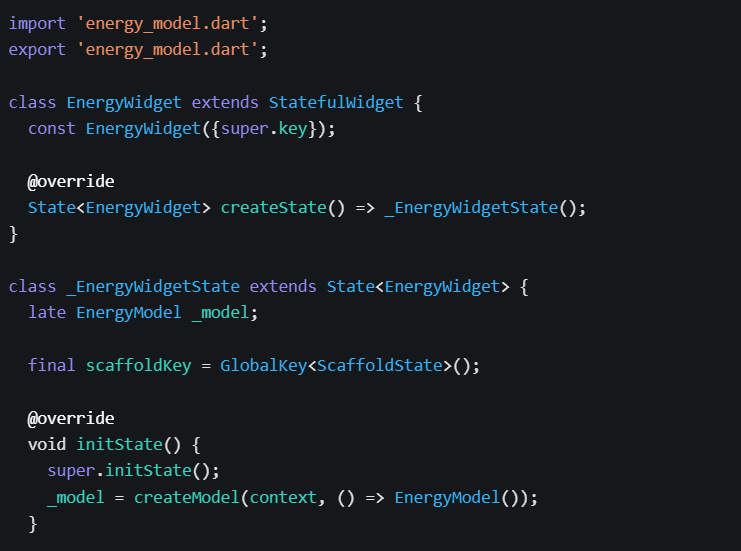 import 'energy_model.dart';
export 'energy_model.dart';
class EnergyWidget extends StatefulWidget {
const EnergyWidget({super.key});
@override
State<EnergyWidget> createState() => _EnergyWidgetState();
}
class _EnergyWidgetState extends State<EnergyWidget> {
late EnergyModel _model;
final scaffoldKey = GlobalKey<ScaffoldState>();
@override
void initState() {
super.initState();
_model = createModel(context, () => EnergyModel());
}